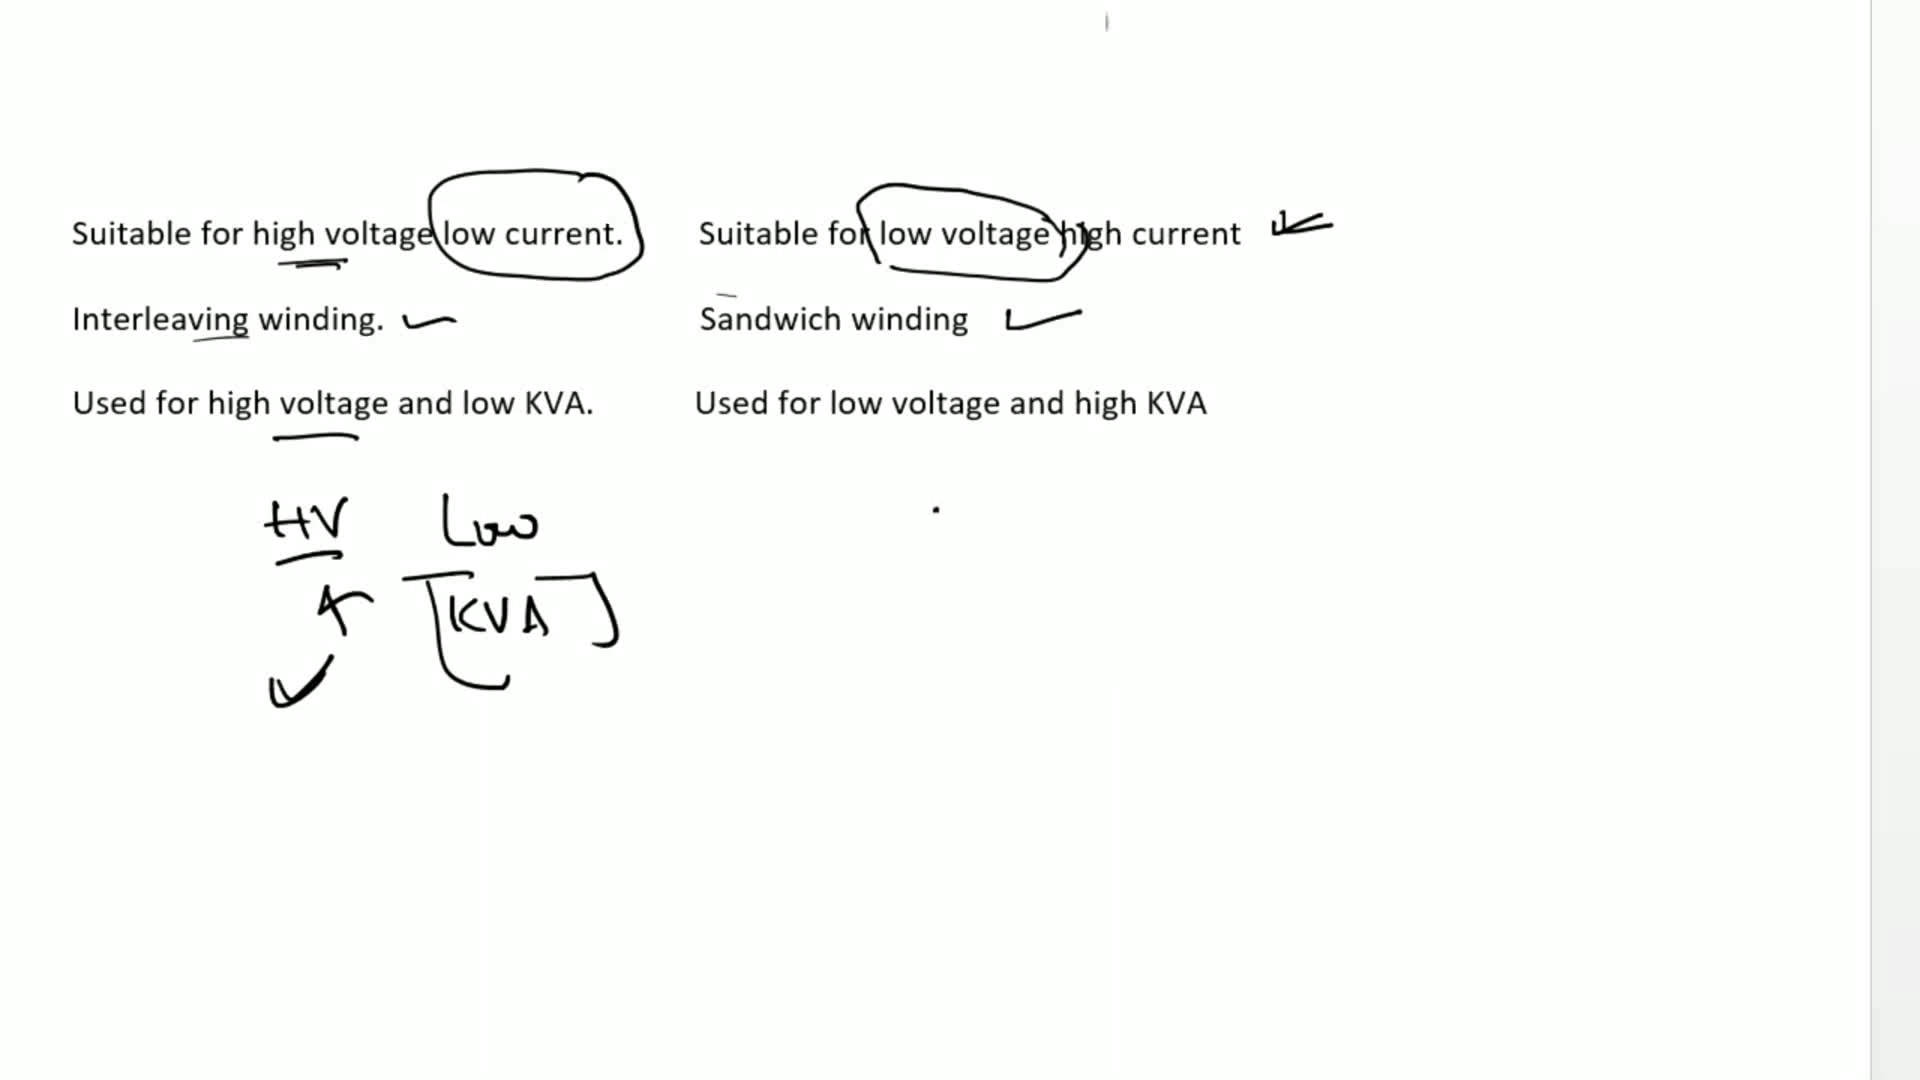 Suitable for high voltage low current. Suitable for low voltage high current
Interleaving winding. Sandwich winding
Used for high voltage and low KVA. Used for low voltage and high KVA
HV Low
KVA